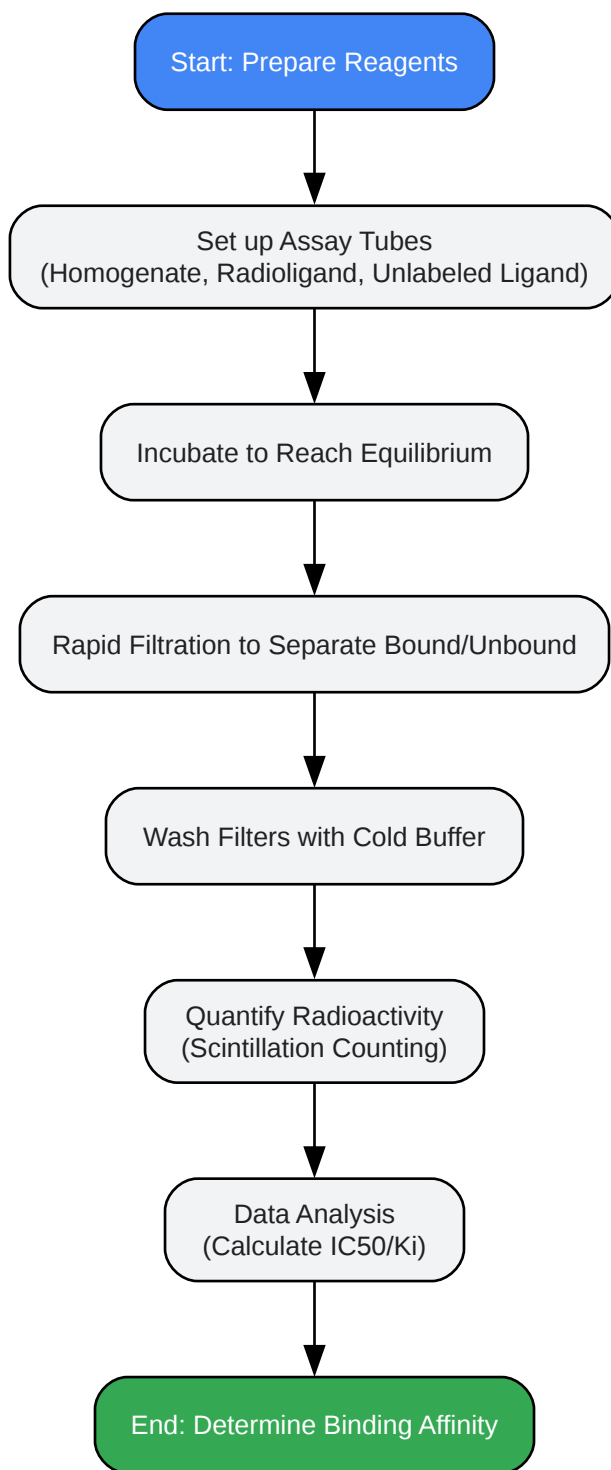 Start: Prepare Reagents
Set up Assay Tubes
(Homogenate, Radioligand, Unlabeled Ligand)
Incubate to Reach Equilibrium
Rapid Filtration to Separate Bound/Unbound
Wash Filters with Cold Buffer
Quantify Radioactivity
(Scintillation Counting)
Data Analysis
(Calculate IC50/Ki)
End: Determine Binding Affinity